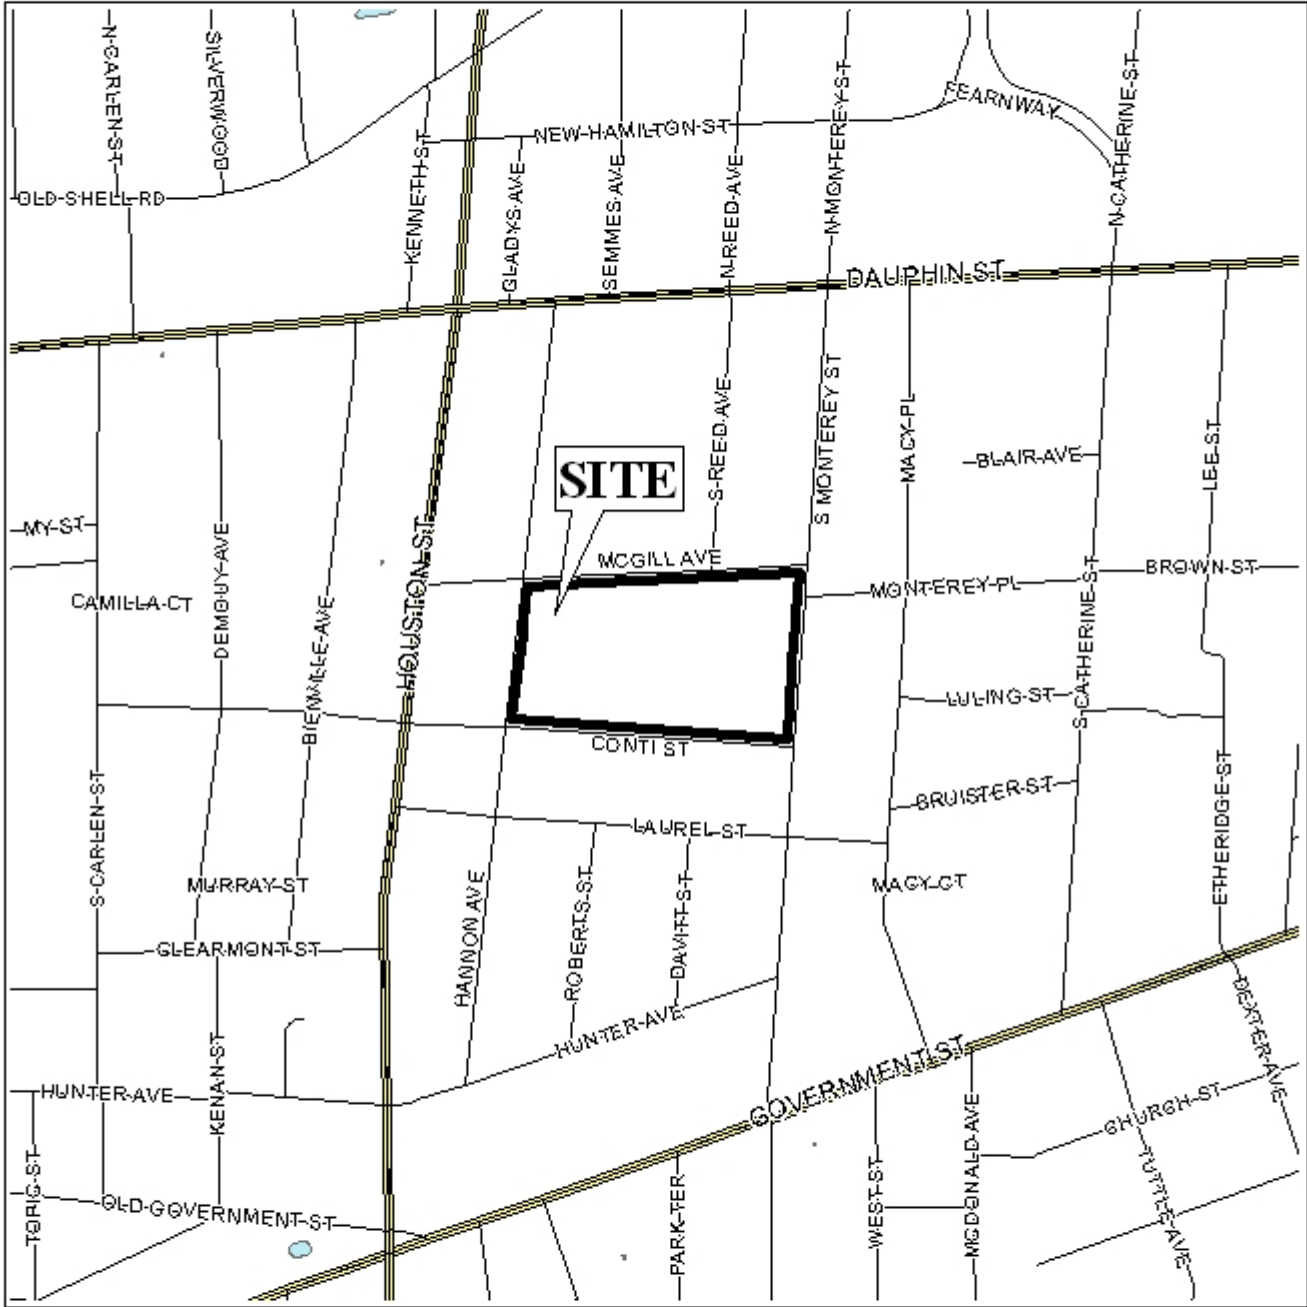 N CARLEN ST
SILVERWOOD
KENNETH ST
OLD SHELL RD
NEW HAMILTON ST
GLADYS AVE
SEMMES AVE
N REED AVE
N MONTEREY ST
FEARNWAY
N CATHERINE ST
DAUPHIN ST
S REED AVE
S MONTEREY ST
MACY PL
BLAIR AVE
LEE ST
SITE
MY ST
CAMILLA CT
DEMOUY AVE
BIENVILLE AVE
HOUSTON ST
MCGILL AVE
MONTEREY PL
BROWN ST
S CATHERINE ST
LULING ST
CONTI ST
BRUISTER ST
ETHERIDGE ST
LAUREL ST
S CARLEN ST
MURRAY ST
CLEARMONT ST
HANNON AVE
ROBERTS ST
DAVITT ST
MACY CT
HUNTER AVE
KENAN ST
HUNTER AVE
GOVERNMENT ST
DEXTER AVE
CHURCH ST
TORIC ST
OLD GOVERNMENT ST
PARK TER
WEST ST
MCDONALD AVE
TUTTLE AVE